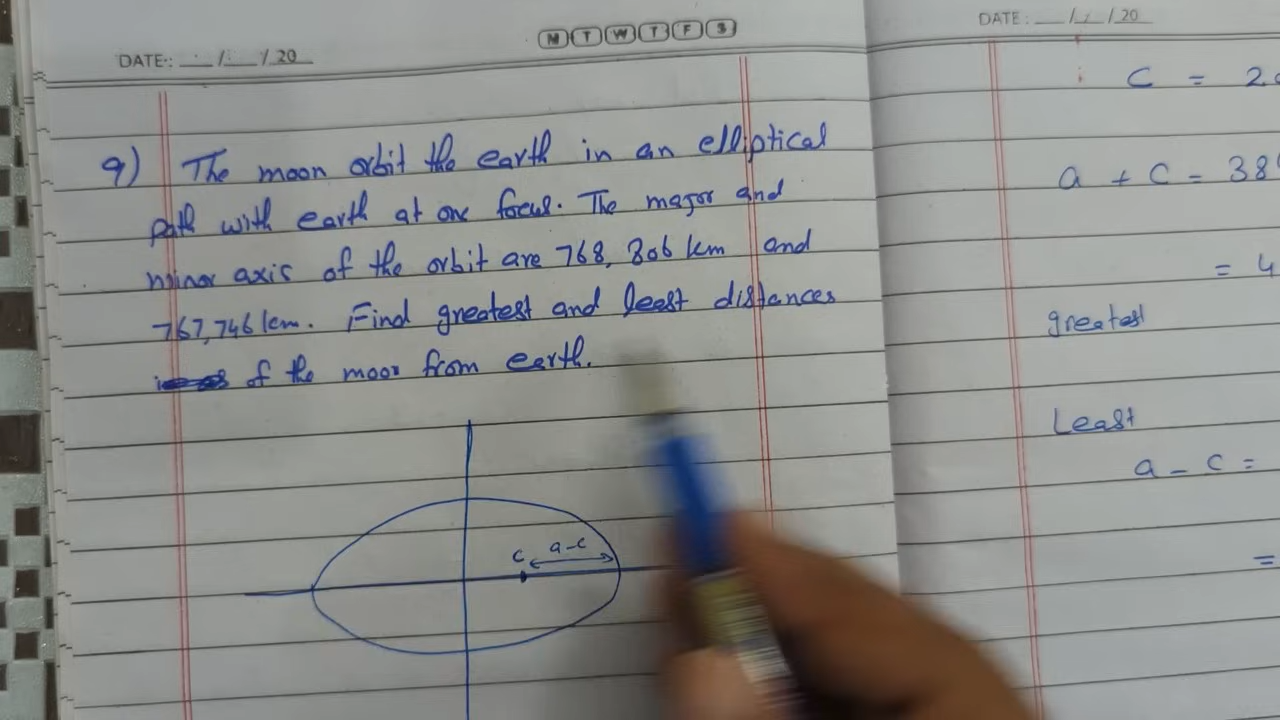 DATE: __/__/20__
M T W T F S
9) The moon orbit the earth in an elliptical
path with earth at one focus. The major and
minor axis of the orbit are 768, 806 km and
767,746 km. Find greatest and least distances
of the moon from earth.
c a-c
DATE: __/__/20
C = 20
a + c = 38
= 4
greatest
Least
a - c =
=